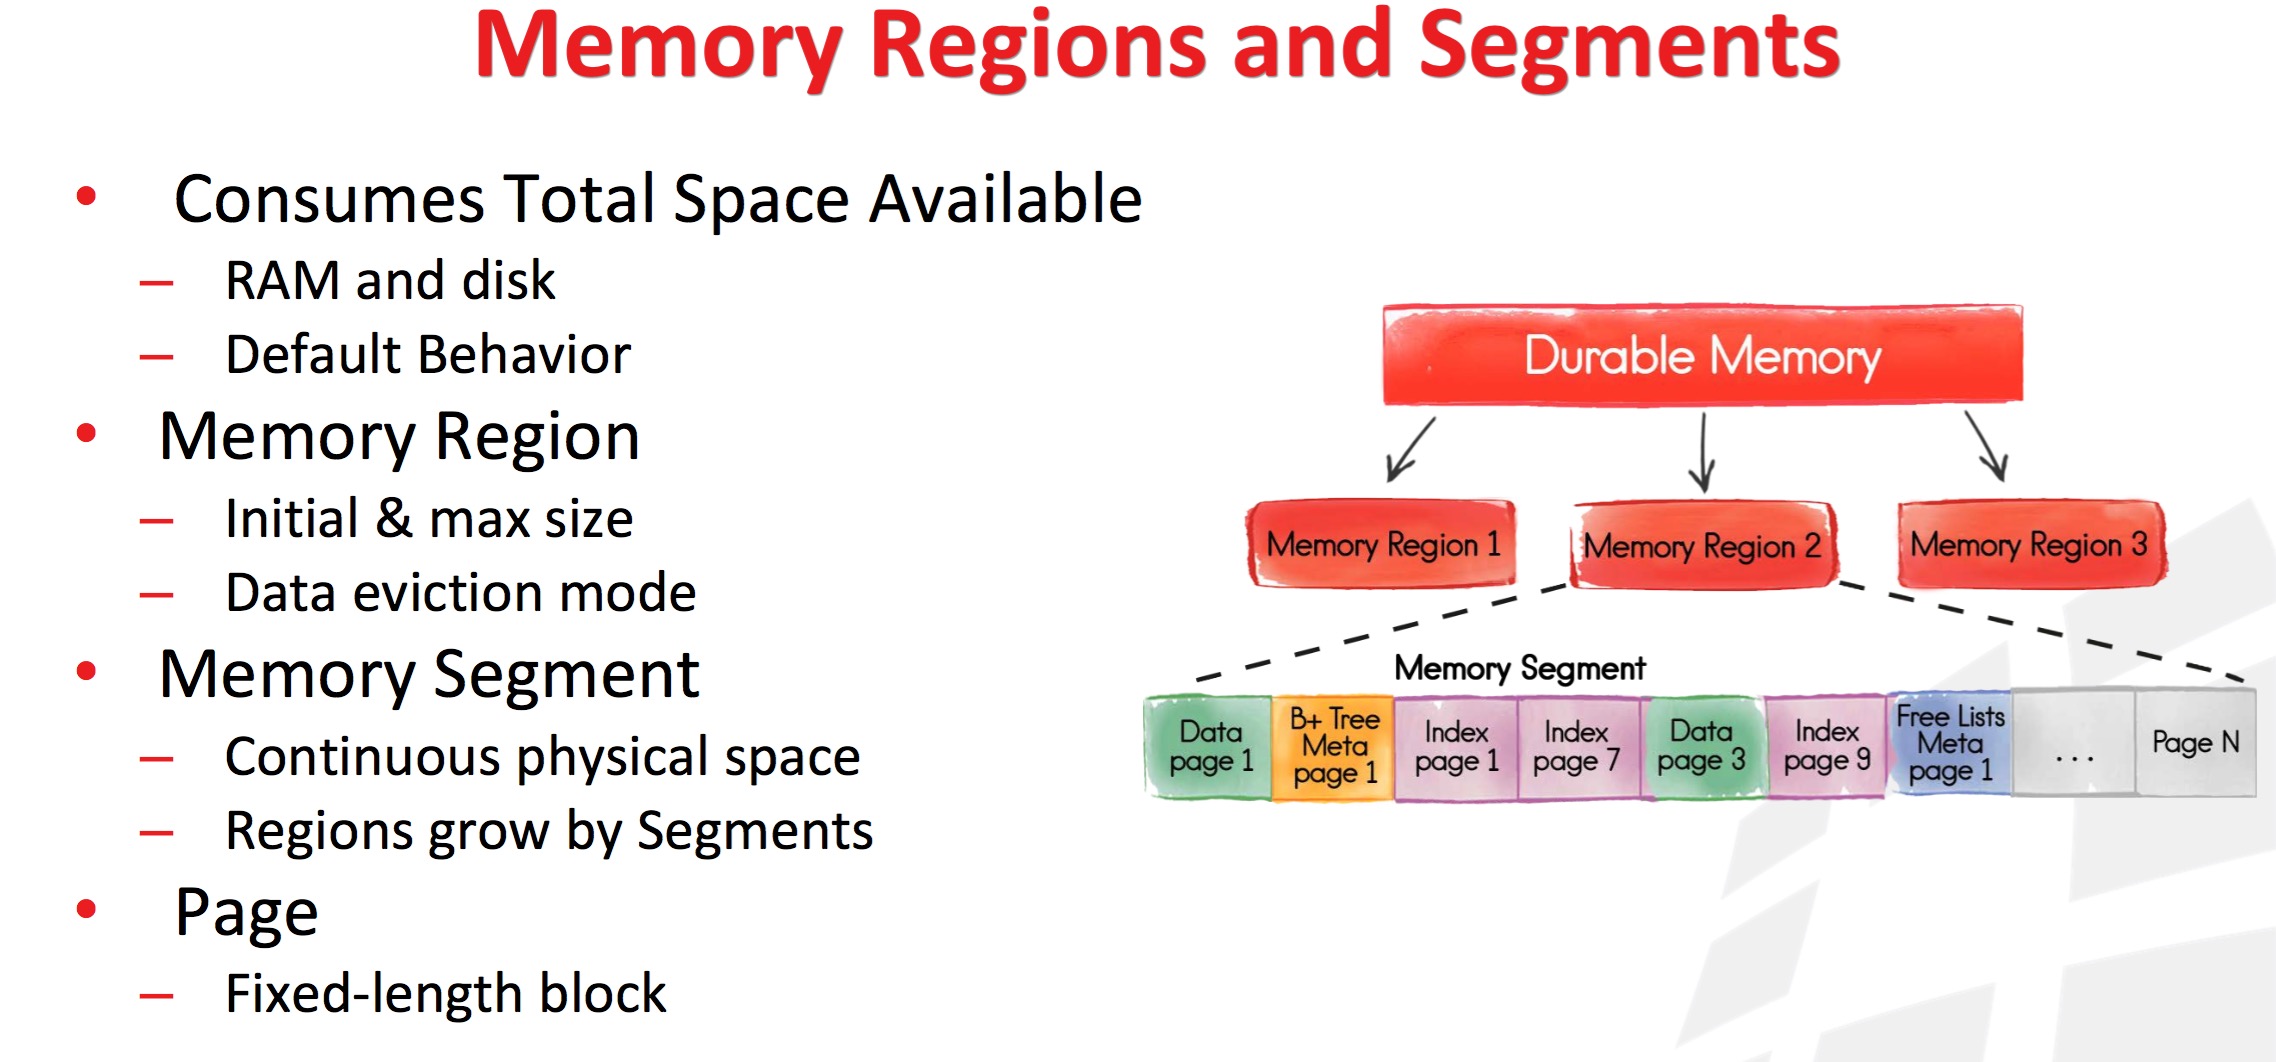 Memory Regions and Segments
• Consumes Total Space Available
– RAM and disk
– Default Behavior
• Memory Region
– Initial & max size
– Data eviction mode
• Memory Segment
– Continuous physical space
– Regions grow by Segments
• Page
– Fixed-length block
Durable Memory
Memory Region 1
Memory Region 2
Memory Region 3
Memory Segment
Data
page 1
B+ Tree
Meta
page 1
Index
page 1
Index
page 7
Data
page 3
Index
page 9
Free Lists
Meta
page 1
...
Page N